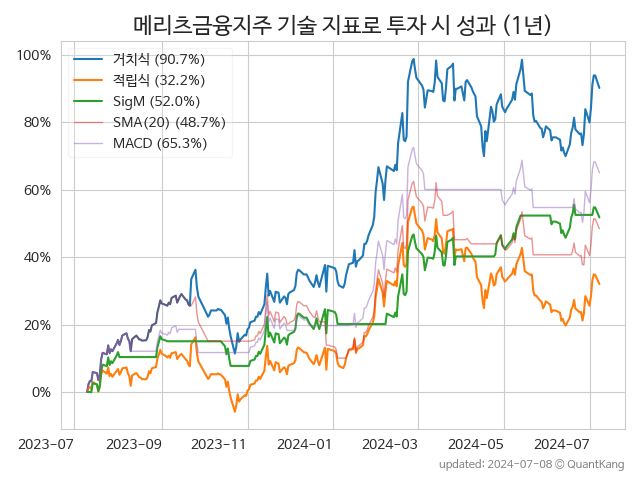 메리츠금융지주 기술 지표로 투자 시 성과 (1년)
거치식 (90.7%)
적립식 (32.2%)
SigM (52.0%)
SMA(20) (48.7%)
MACD (65.3%)
100%
80%
60%
40%
20%
0%
2023-07 2023-09 2023-11 2024-01 2024-03 2024-05 2024-07
updated: 2024-07-08 © QuantKang